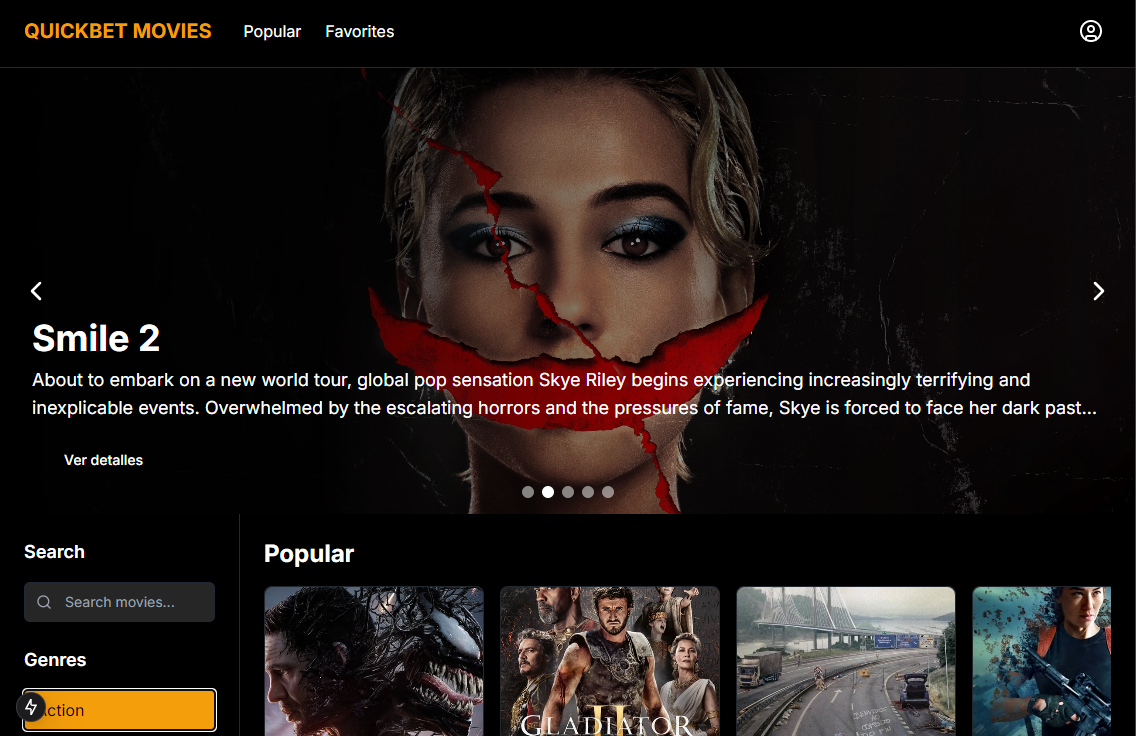 QUICKBET MOVIES Popular Favorites
Smile 2
About to embark on a new world tour, global pop sensation Skye Riley begins experiencing increasingly terrifying and
inexplicable events. Overwhelmed by the escalating horrors and the pressures of fame, Skye is forced to face her dark past...
Ver detalles
Search
Search movies...
Genres
ction
Popular
GLADIATOR
II